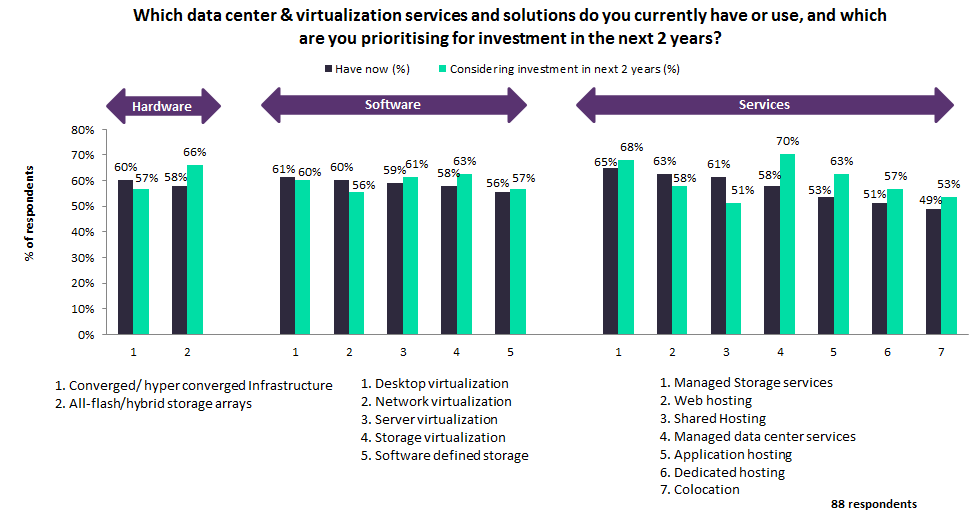 Which data center & virtualization services and solutions do you currently have or use, and which
are you prioritising for investment in the next 2 years?
Have now (%) Considering investment in next 2 years (%)
Hardware Software Services
% of respondents
80%
70%
60%
50%
40%
30%
20%
10%
0%
60% 57% 58% 66%
61% 60% 60% 56% 59% 61% 58% 63% 56% 57%
65% 68% 63% 58% 61% 51% 58% 70% 53% 63% 51% 57% 49% 53%
1 2 1 2 3 4 5 1 2 3 4 5 6 7
1. Converged/ hyper converged Infrastructure
2. All-flash/hybrid storage arrays
1. Desktop virtualization
2. Network virtualization
3. Server virtualization
4. Storage virtualization
5. Software defined storage
1. Managed Storage services
2. Web hosting
3. Shared Hosting
4. Managed data center services
5. Application hosting
6. Dedicated hosting
7. Colocation
88 respondents